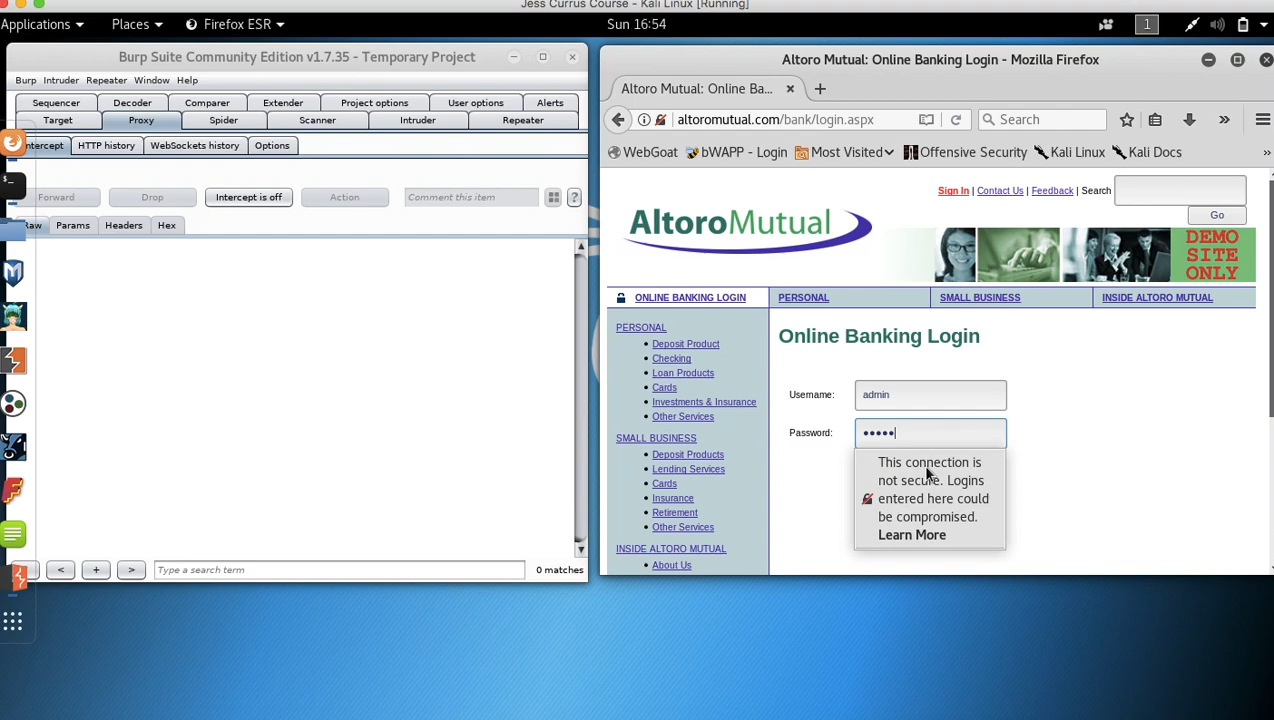 Jess Currus Course - Kali Linux [Running]
Applications Places Firefox ESR Sun 16:54 1
Burp Suite Community Edition v1.7.35 - Temporary Project
Burp Intruder Repeater Window Help
Sequencer Decoder Comparer Extender Project options User options Alerts
Target Proxy Spider Scanner Intruder Repeater
ntercept HTTP history WebSockets history Options
Forward Drop Intercept is off Action Comment this item ?
aw Params Headers Hex
< + > Type a search term 0 matches
Altoro Mutual: Online Banking Login - Mozilla Firefox
Altoro Mutual: Online Ba... × +
altoromutual.com/bank/login.aspx Search
WebGoat bWAPP - Login Most Visited Offensive Security Kali Linux Kali Docs »
Sign In | Contact Us | Feedback | Search
Go
AltoroMutual
DEMO
SITE
ONLY
ONLINE BANKING LOGIN PERSONAL SMALL BUSINESS INSIDE ALTORO MUTUAL
PERSONAL
Deposit Product
Checking
Loan Products
Cards
Investments & Insurance
Other Services
SMALL BUSINESS
Deposit Products
Lending Services
Cards
Insurance
Retirement
Other Services
INSIDE ALTORO MUTUAL
About Us
Online Banking Login
Username: admin
Password: •••••
This connection is
not secure. Logins
entered here could
be compromised.
Learn More